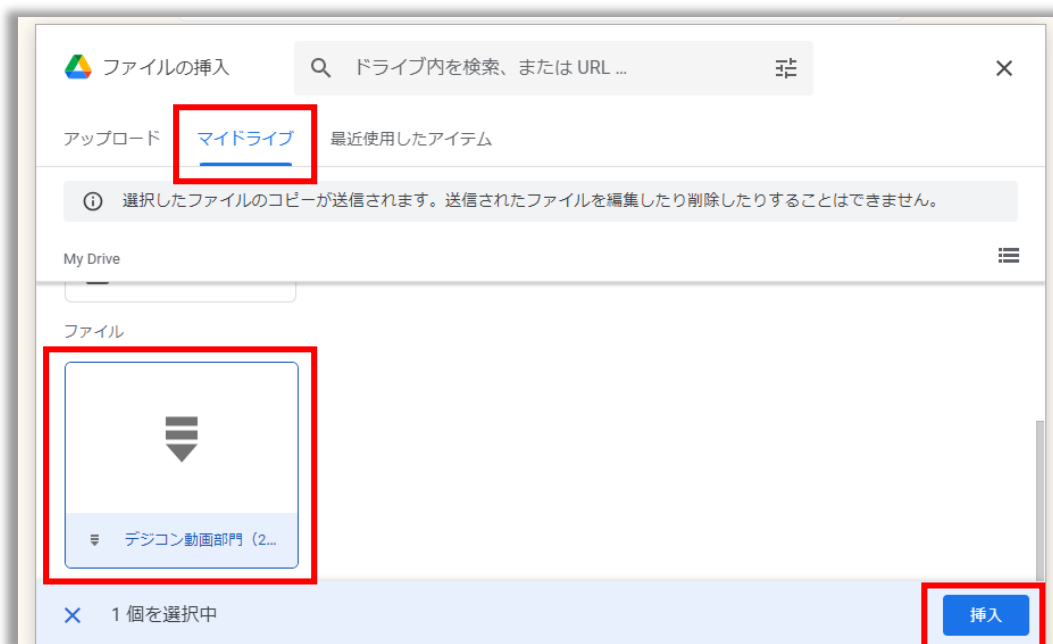 ファイルの挿入
ドライブ内を検索、または URL ...
アップロード マイドライブ 最近使用したアイテム
選択したファイルのコピーが送信されます。送信されたファイルを編集したり削除したりすることはできません。
My Drive
ファイル
デジコン動画部門（2...
1 個を選択中
挿入